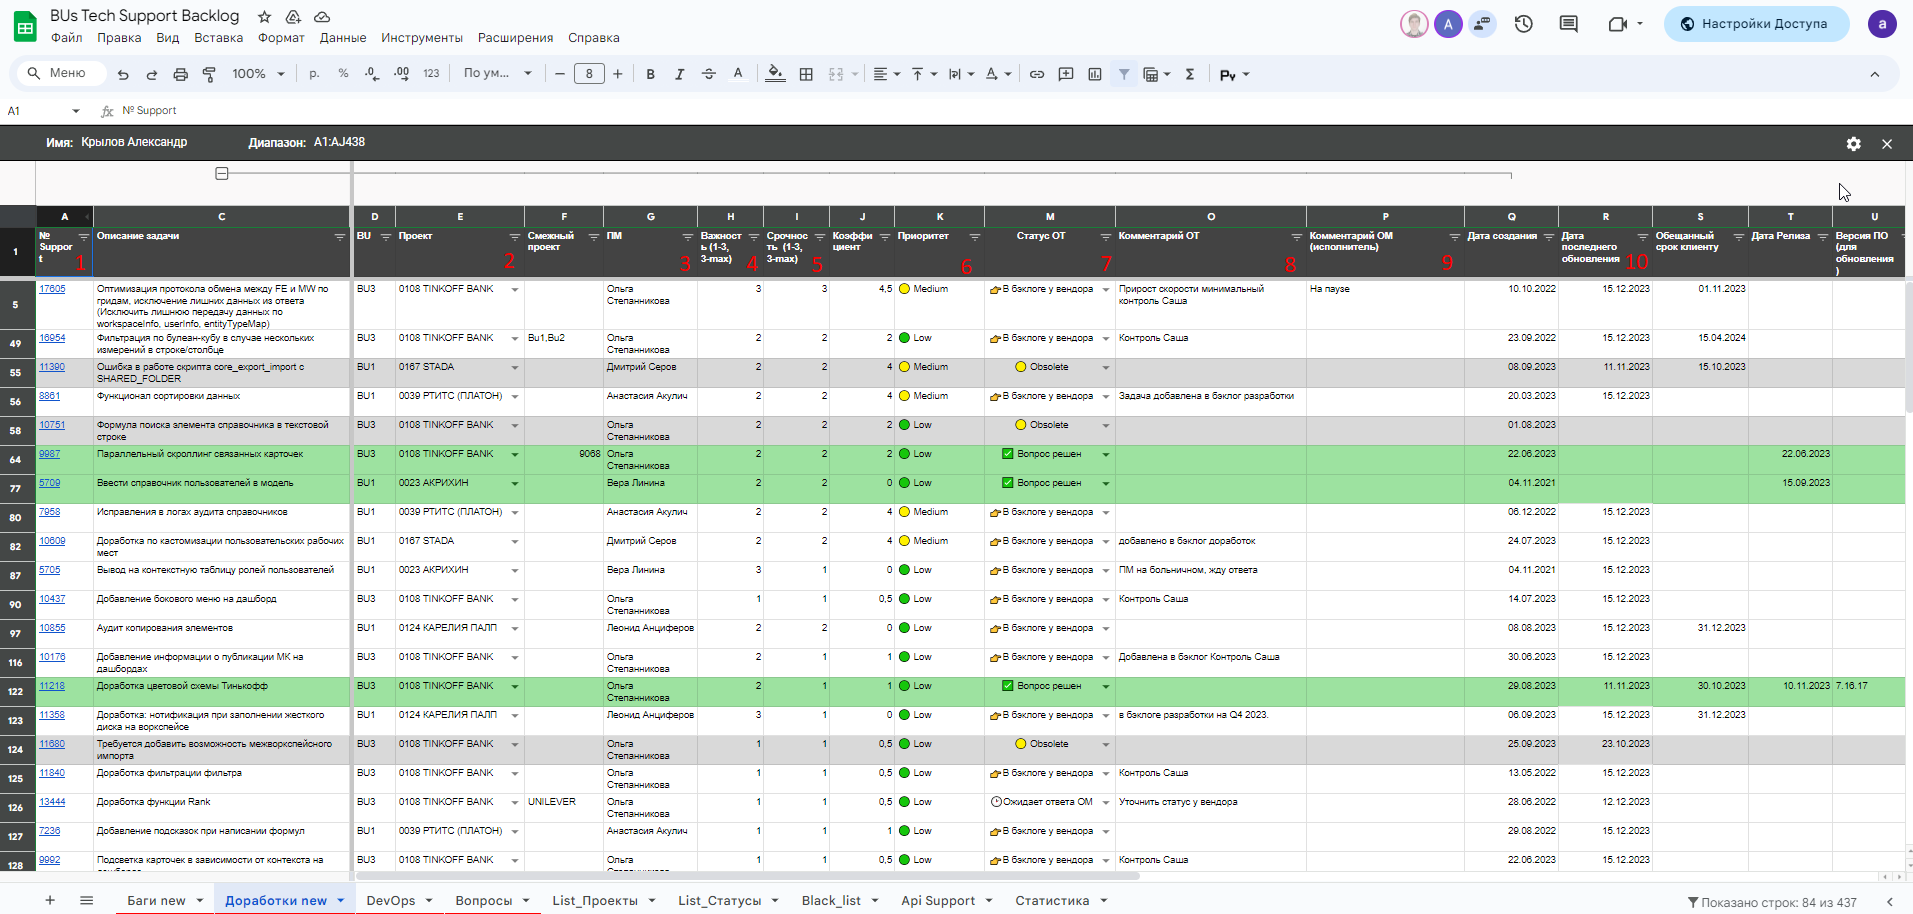 BUs Tech Support Backlog
Файл Правка Вид Вставка Формат Данные Инструменты Расширения Справка
A
Настройки Доступа
a
Меню
100% р. % .0 .00 123 По ум... 8 B I A
A1 fx № Support
Имя: Крылов Александр Диапазон: A1:AJ438
A C D E F G H I J K M O P Q R S T U
1 № Support 1 Описание задачи BU Проект 2 Смежный проект ПМ 3 Важность (1-3, 3-max) 4 Срочность (1-3, 3-max) 5 Коэффициент Приоритет 6 Статус ОТ 7 Комментарий ОТ 8 Комментарий ОМ (исполнитель) 9 Дата создания Дата последнего обновления 10 Обещанный срок клиенту Дата Релиза Версия ПО (для обновления)
5 17605 Оптимизация протокола обмена между FE и MW по гридам, исключение лишних данных из ответа (Исключить лишнюю передачу данных по workspaceInfo, userInfo, entityTypeMap) BU3 0108 TINKOFF BANK Ольга Степанникова 3 3 4,5 Medium В бэклоге у вендора Прирост скорости минимальный контроль Саша На паузе 10.10.2022 15.12.2023 01.11.2023
49 16954 Фильтрация по булеан-кубу в случае нескольких измерений в строке/столбце BU3 0108 TINKOFF BANK Bu1,Bu2 Ольга Степанникова 2 2 2 Low В бэклоге у вендора Контроль Саша 23.09.2022 15.12.2023 15.04.2024
55 11390 Ошибка в работе скрипта core_export_import с SHARED_FOLDER BU1 0167 STADA Дмитрий Серов 2 2 4 Medium Obsolete 08.09.2023 11.11.2023 15.10.2023
56 8861 Функционал сортировки данных BU1 0039 РТИТС (ПЛАТОН) Анастасия Акулич 2 2 4 Medium В бэклоге у вендора Задача добавлена в бэклог разработки 20.03.2023 15.12.2023
58 10751 Формула поиска элемента справочника в текстовой строке BU3 0108 TINKOFF BANK Ольга Степанникова 2 2 2 Low Obsolete 01.08.2023
64 9987 Параллельный скроллинг связанных карточек BU3 0108 TINKOFF BANK 9068 Ольга Степанникова 2 2 2 Low Вопрос решен 22.06.2023 22.06.2023
77 5709 Ввести справочник пользователей в модель BU1 0023 АКРИХИН Вера Линина 2 2 0 Low Вопрос решен 04.11.2021 15.09.2023
80 7958 Исправления в логах аудита справочников BU1 0039 РТИТС (ПЛАТОН) Анастасия Акулич 2 2 4 Medium В бэклоге у вендора 06.12.2022 15.12.2023
82 10609 Доработка по кастомизации пользовательских рабочих мест BU1 0167 STADA Дмитрий Серов 2 2 4 Medium В бэклоге у вендора добавлено в бэклог доработок 24.07.2023 15.12.2023
87 5705 Вывод на контекстную таблицу ролей пользователей BU1 0023 АКРИХИН Вера Линина 3 1 0 Low В бэклоге у вендора ПМ на больничном, жду ответа 04.11.2021 15.12.2023
90 10437 Добавление бокового меню на дашборд BU3 0108 TINKOFF BANK Ольга Степанникова 1 1 0,5 Low В бэклоге у вендора Контроль Саша 14.07.2023 15.12.2023
97 10855 Аудит копирования элементов BU1 0124 КАРЕЛИЯ ПАЛП Леонид Анциферов 2 2 0 Low В бэклоге у вендора 08.08.2023 15.12.2023 31.12.2023
116 10176 Добавление информации о публикации МК на дашбордах BU3 0108 TINKOFF BANK Ольга Степанникова 2 1 1 Low В бэклоге у вендора Добавлена в бэклог Контроль Саша 30.06.2023 15.12.2023
122 11218 Доработка цветовой схемы Тинькофф BU3 0108 TINKOFF BANK Ольга Степанникова 2 1 1 Low Вопрос решен 29.08.2023 11.11.2023 30.10.2023 10.11.2023 7.16.17
123 11358 Доработка: нотификация при заполнении жесткого диска на воркспейсе BU1 0124 КАРЕЛИЯ ПАЛП Леонид Анциферов 3 1 0 Low В бэклоге у вендора в бэклоге разработки на Q4 2023. 06.09.2023 15.12.2023 31.12.2023
124 11680 Требуется добавить возможность межворкспейсного импорта BU3 0108 TINKOFF BANK Ольга Степанникова 1 1 0,5 Low Obsolete 25.09.2023 23.10.2023
125 11840 Доработка фильтрации фильтра BU3 0108 TINKOFF BANK Ольга Степанникова 1 1 0,5 Low В бэклоге у вендора Контроль Саша 13.05.2022 15.12.2023
126 13444 Доработка функции Rank BU3 0108 TINKOFF BANK UNILEVER Ольга Степанникова 1 1 0,5 Low Ожидает ответа ОМ Уточнить статус у вендора 28.06.2022 12.12.2023
127 7236 Добавление подсказок при написании формул BU1 0039 РТИТС (ПЛАТОН) Анастасия Акулич 1 1 1 Low В бэклоге у вендора 29.08.2022 15.12.2023
128 9992 Подсветка карточек в зависимости от контекста на BU3 0108 TINKOFF BANK Ольга 1 1 0,5 Low В бэклоге у вендора Контроль Саша 22.06.2023 15.12.2023
Баги new Доработки new DevOps Вопросы List_Проекты List_Статусы Black_list Api Support Статистика Показано строк: 84 из 437